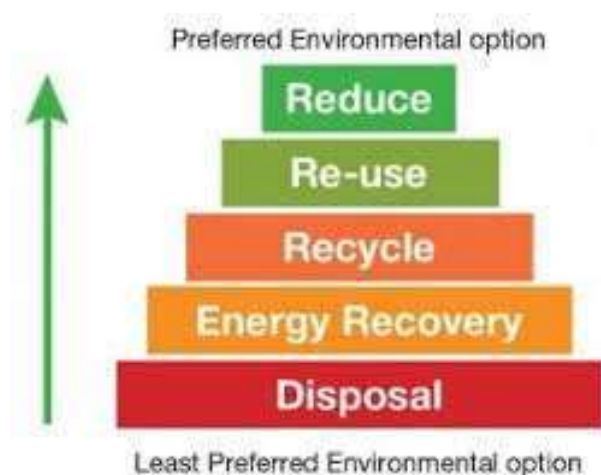 Preferred Environmental option
Reduce
Re-use
Recycle
Energy Recovery
Disposal
Least Preferred Environmental option